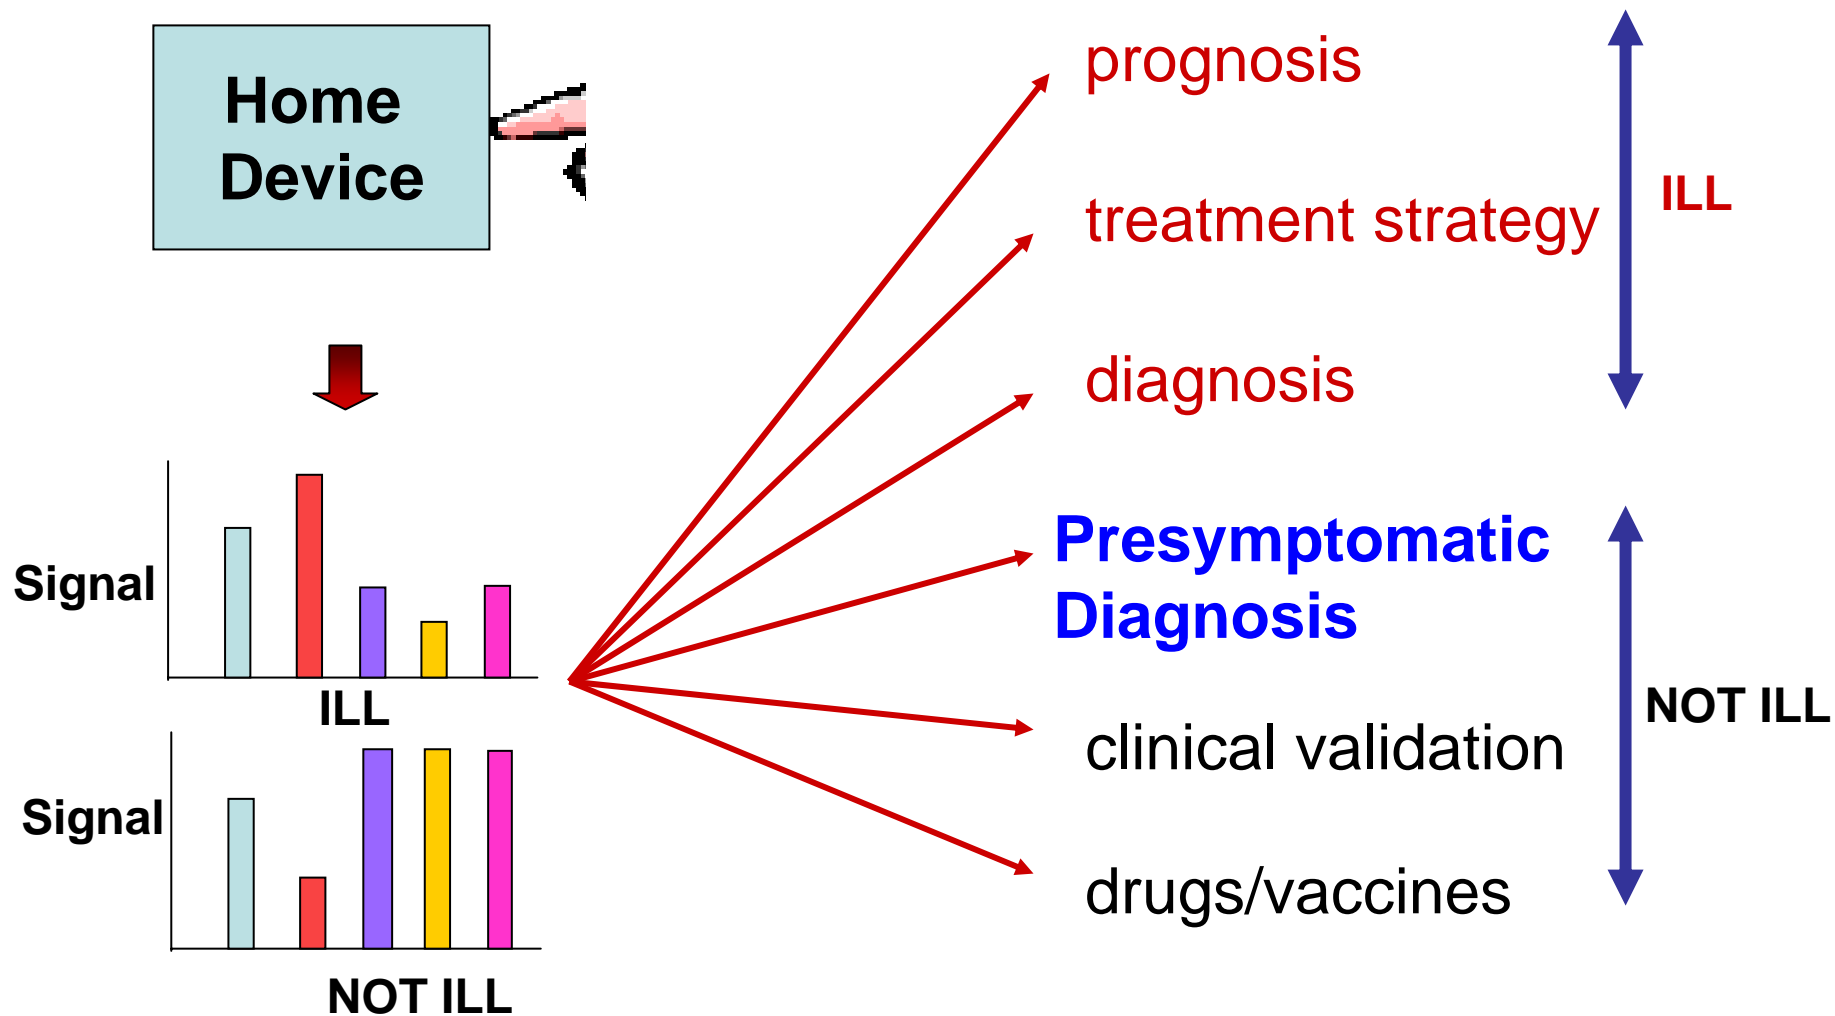 Home
Device
Signal
ILL
Signal
NOT ILL
prognosis
treatment strategy
diagnosis
Presymptomatic
Diagnosis
clinical validation
drugs/vaccines
ILL
NOT ILL